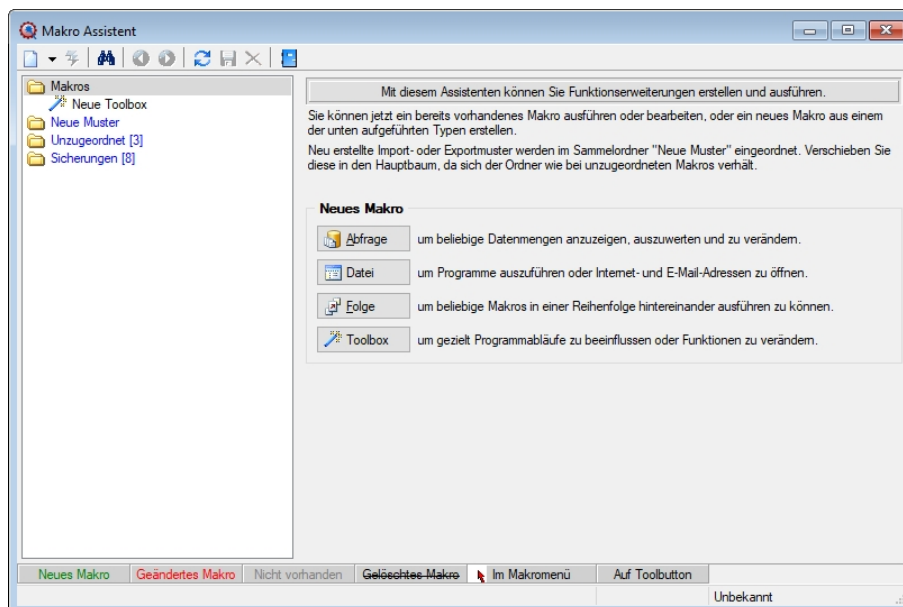 Makro Assistent
Makros
Neue Toolbox
Neue Muster
Unzugeordnet [3]
Sicherungen [8]
Mit diesem Assistenten können Sie Funktionserweiterungen erstellen und ausführen.
Sie können jetzt ein bereits vorhandenes Makro ausführen oder bearbeiten, oder ein neues Makro aus einem
der unten aufgeführten Typen erstellen.
Neu erstellte Import- oder Exportmuster werden im Sammelordner "Neue Muster" eingeordnet. Verschieben Sie
diese in den Hauptbaum, da sich der Ordner wie bei unzugeordneten Makros verhält.
Neues Makro
Abfrage um beliebige Datenmengen anzuzeigen, auszuwerten und zu verändern.
Datei um Programme auszuführen oder Internet- und E-Mail-Adressen zu öffnen.
Folge um beliebige Makros in einer Reihenfolge hintereinander ausführen zu können.
Toolbox um gezielt Programmabläufe zu beeinflussen oder Funktionen zu verändern.
Neues Makro Geändertes Makro Nicht vorhanden Gelöschtes Makro Im Makromenü Auf Toolbutton
Unbekannt